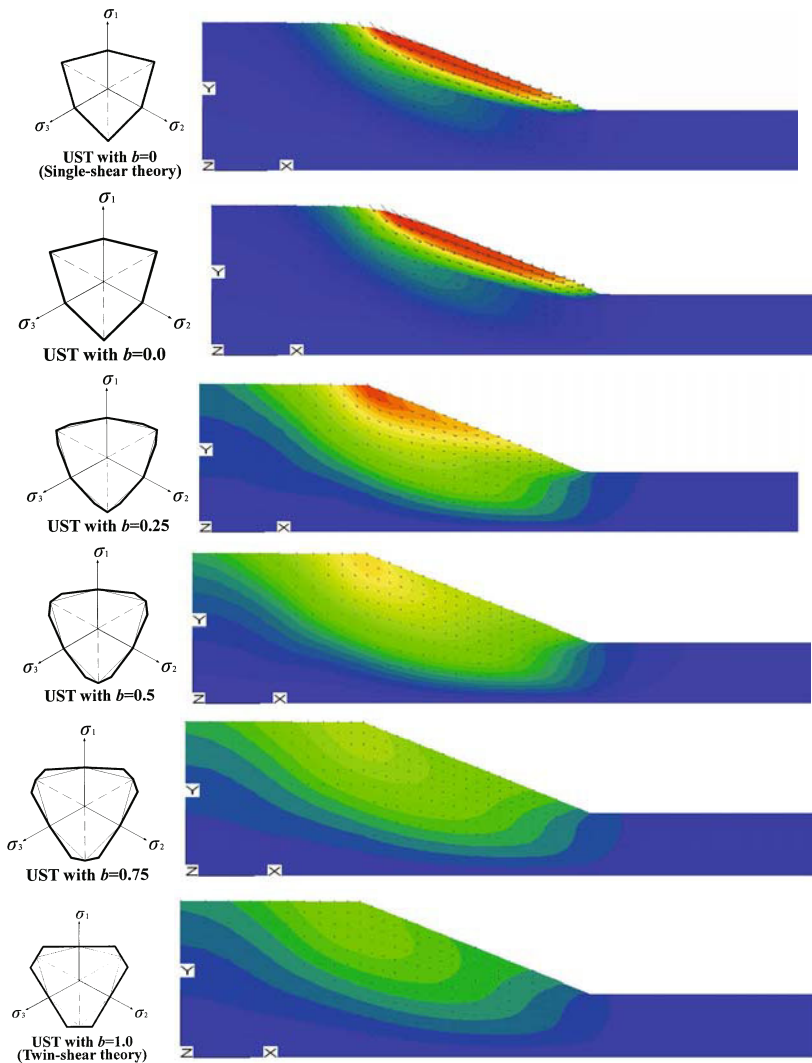 σ1
σ3
σ2
UST with b=0
(Single-shear theory)
Y
Z
X
σ1
σ3
σ2
UST with b=0.0
Y
Z
X
σ1
σ3
σ2
UST with b=0.25
Y
Z
X
σ1
σ3
σ2
UST with b=0.5
Y
Z
X
σ1
σ3
σ2
UST with b=0.75
Y
Z
X
σ1
σ3
σ2
UST with b=1.0
(Twin-shear theory)
Y
Z
X